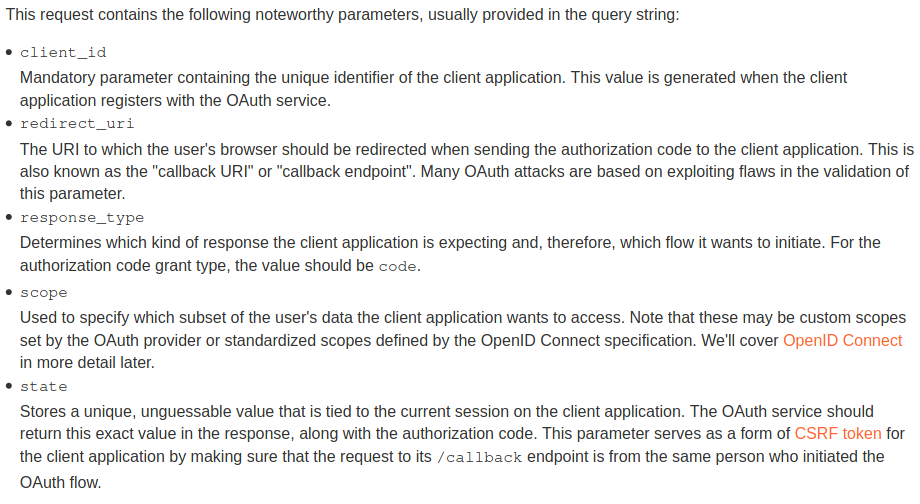 This request contains the following noteworthy parameters, usually provided in the query string:
• client_id
Mandatory parameter containing the unique identifier of the client application. This value is generated when the client
application registers with the OAuth service.
• redirect_uri
The URI to which the user's browser should be redirected when sending the authorization code to the client application. This is
also known as the "callback URI" or "callback endpoint". Many OAuth attacks are based on exploiting flaws in the validation of
this parameter.
• response_type
Determines which kind of response the client application is expecting and, therefore, which flow it wants to initiate. For the
authorization code grant type, the value should be code.
• scope
Used to specify which subset of the user's data the client application wants to access. Note that these may be custom scopes
set by the OAuth provider or standardized scopes defined by the OpenID Connect specification. We'll cover OpenID Connect
in more detail later.
• state
Stores a unique, unguessable value that is tied to the current session on the client application. The OAuth service should
return this exact value in the response, along with the authorization code. This parameter serves as a form of CSRF token for
the client application by making sure that the request to its /callback endpoint is from the same person who initiated the
OAuth flow.